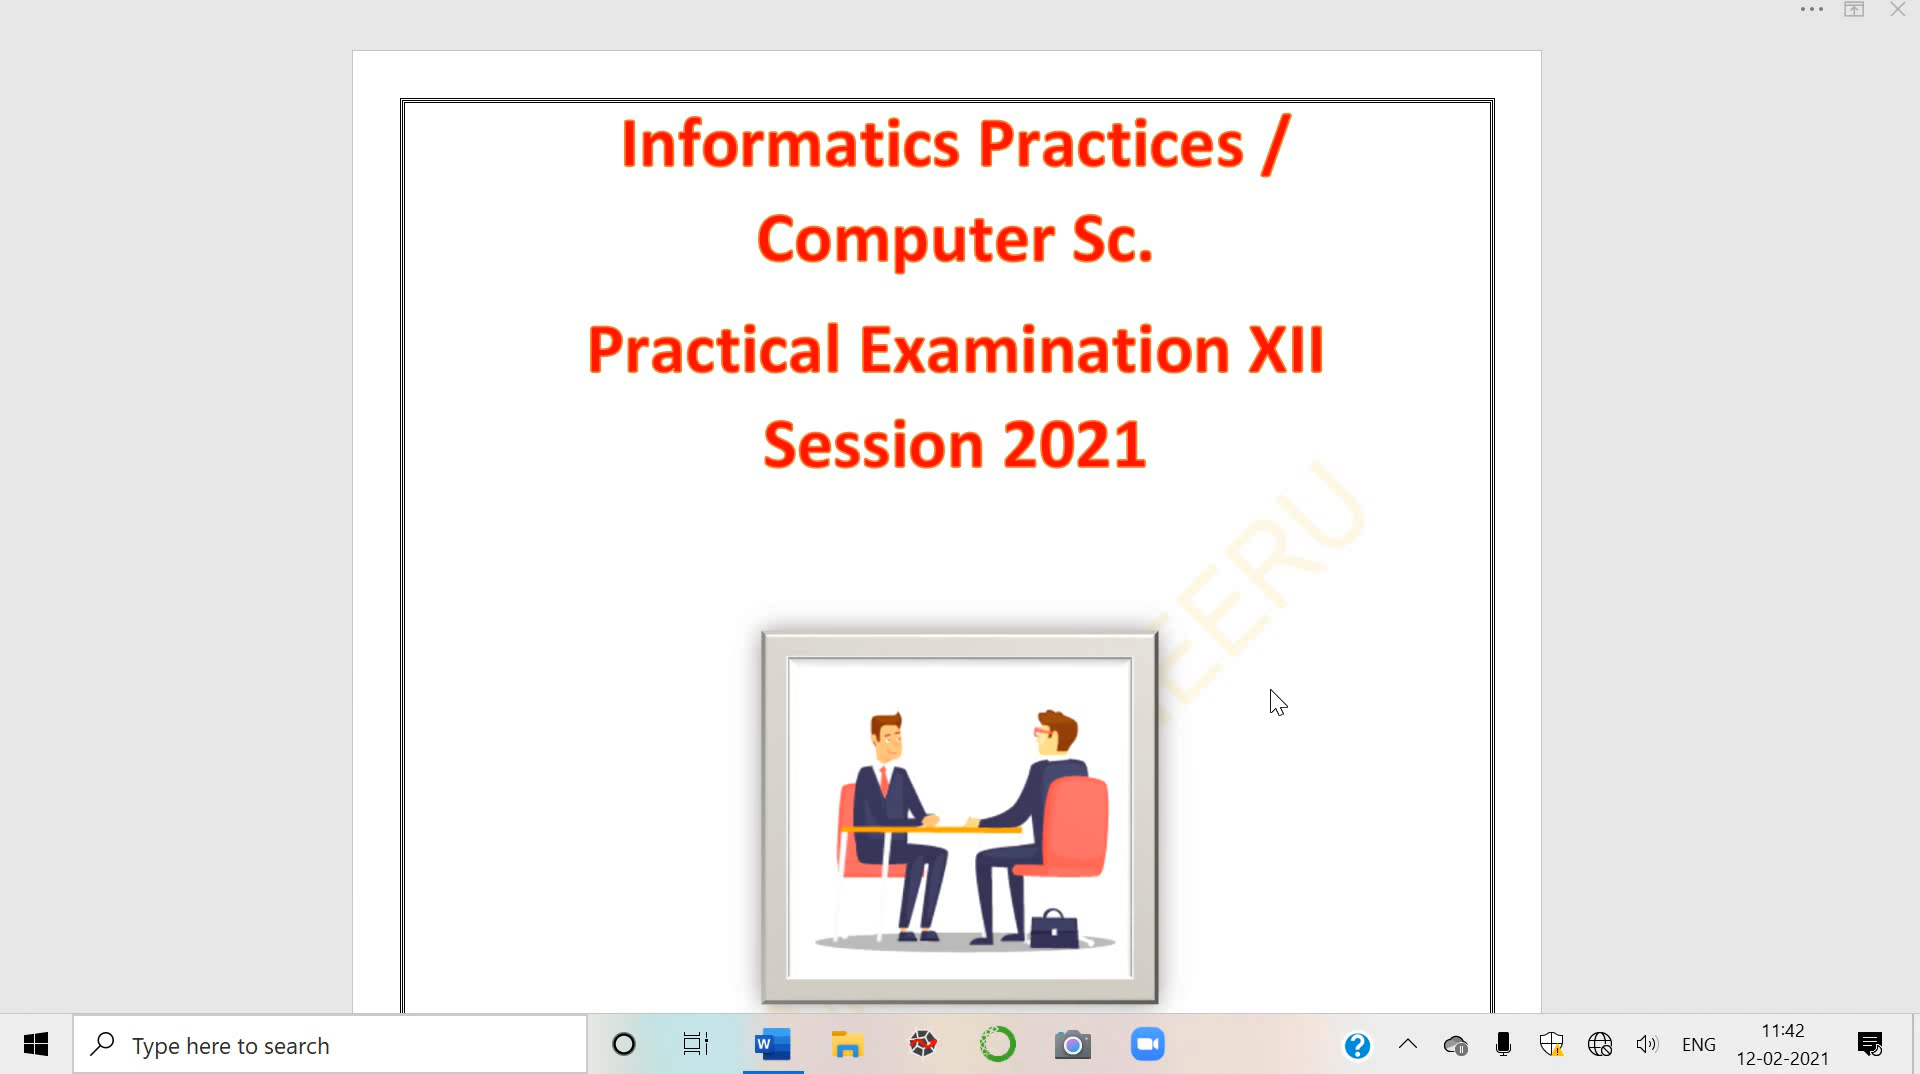 Informatics Practices /
Computer Sc.
Practical Examination XII
Session 2021
Type here to search
W
?
ENG
11:42
12-02-2021